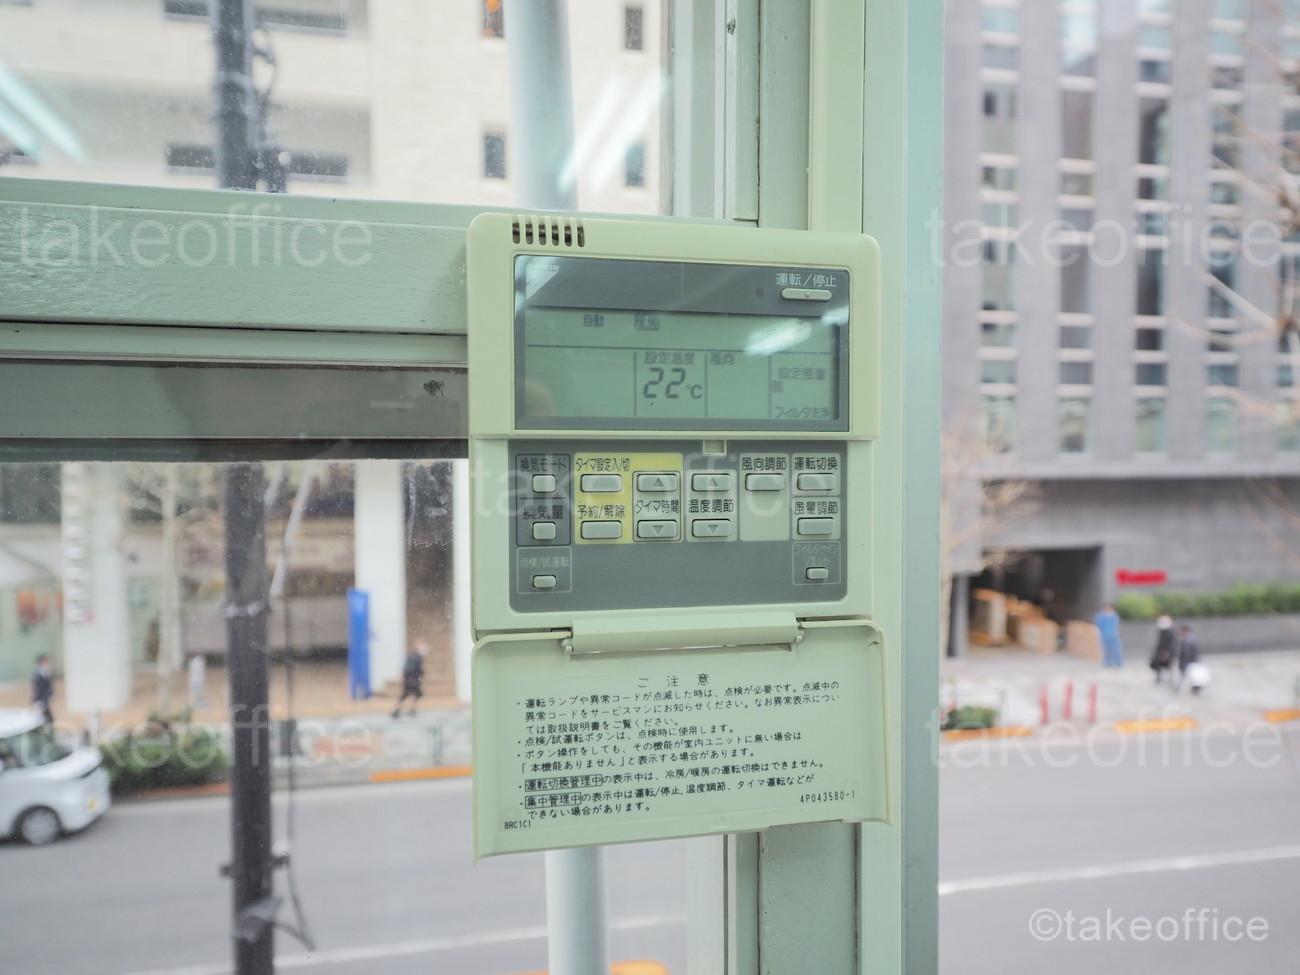 takeoffice
takeoffice
運転／停止
自動
暖房
設定温度
風向
22℃
設定風量
弱
換気モード
タイマ設定入/切
風向調節
運転切換
換気量
予約/解除
タイマ時間
温度調節
風量調節
点検/試運転
フィルタサイン
リセット
takeoffice
ご注意
・運転ランプや異常コードが点滅した時は、点検が必要です。点滅中の
異常コードをサービスマンにお知らせください。なお異常表示につい
ては取扱説明書をご覧ください。
・点検/試運転ボタンは、点検時に使用します。
・ボタン操作をしても、その機能が室内ユニットに無い場合は
「本機能ありません」と表示する場合があります。
・運転切換管理中の表示中は、冷房/暖房の運転切換はできません。
・集中管理中の表示中は運転/停止、温度調節、タイマ運転などが
できない場合があります。
4P043580-1
BRC1C1
takeoffice
takeoffice
©takeoffice